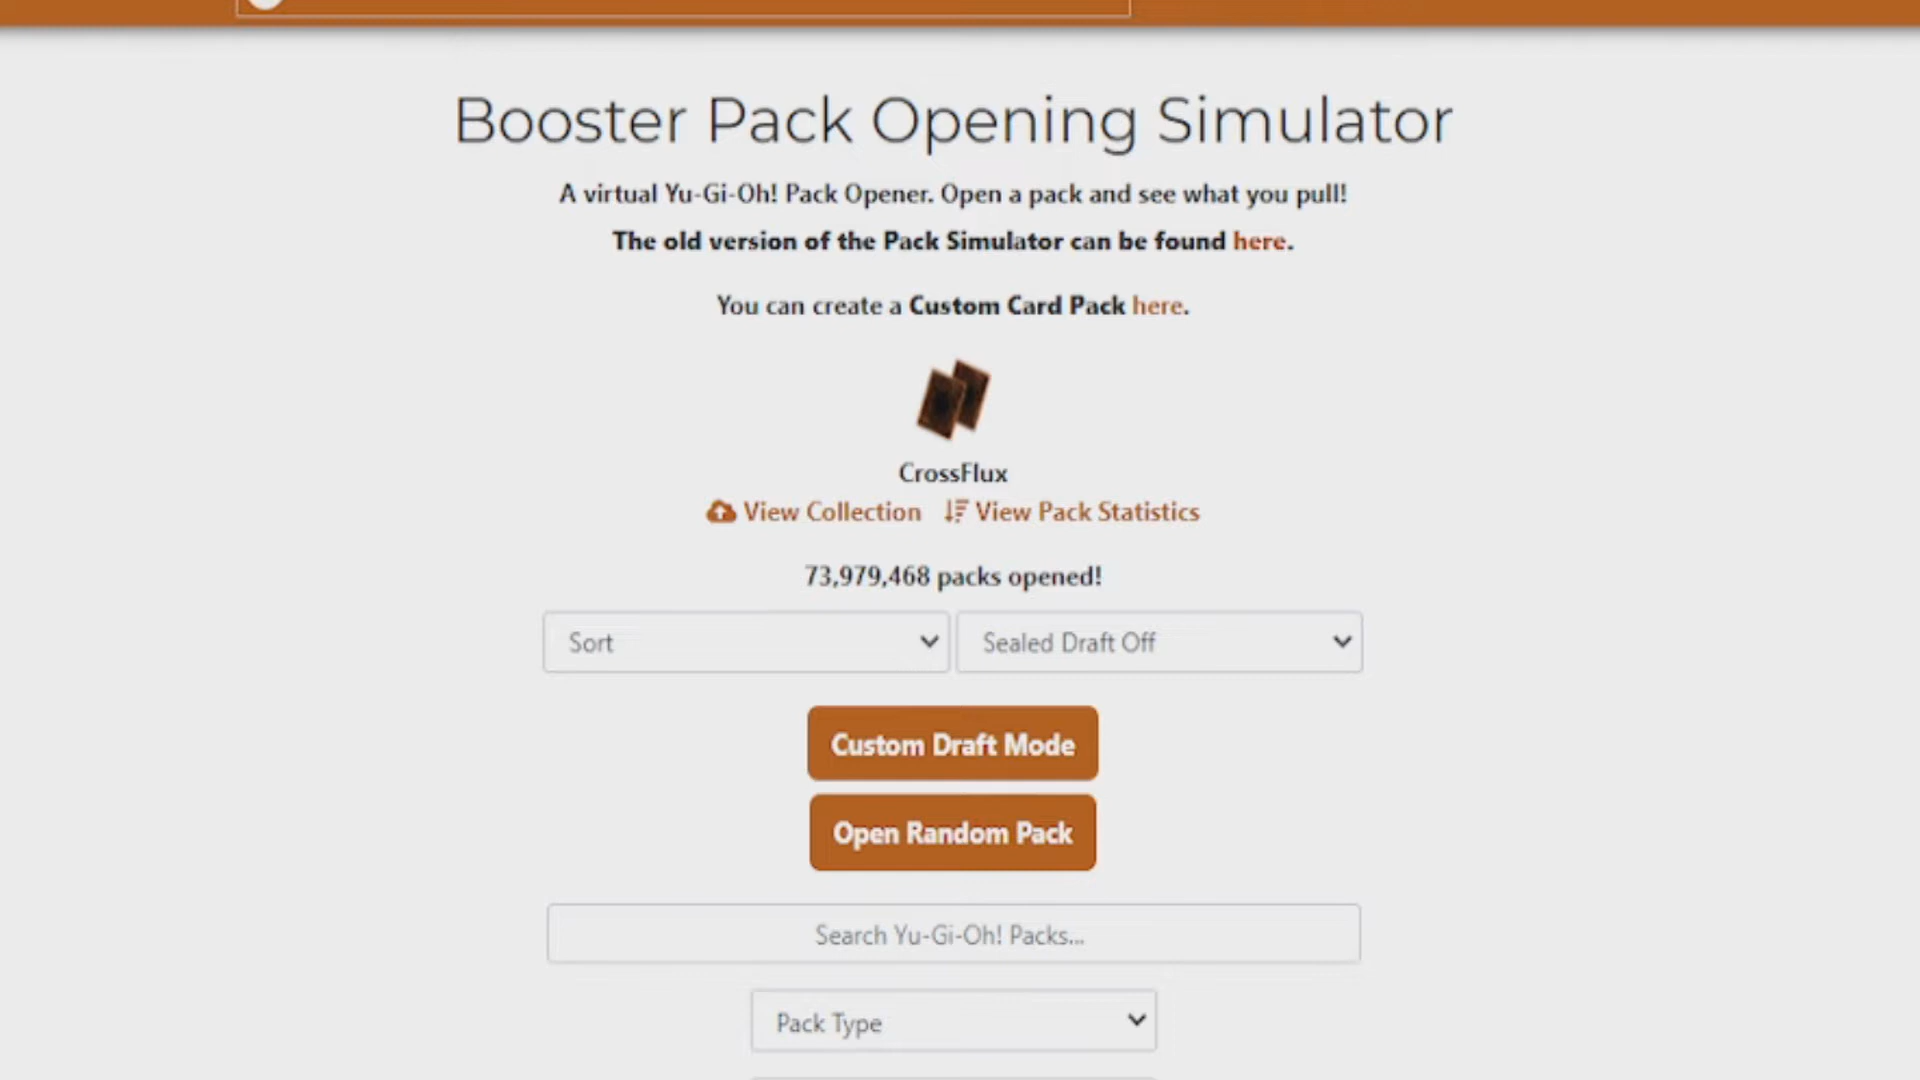 Booster Pack Opening Simulator
A virtual Yu-Gi-Oh! Pack Opener. Open a pack and see what you pull!
The old version of the Pack Simulator can be found here.
You can create a Custom Card Pack here.
CrossFlux
View Collection View Pack Statistics
73,979,468 packs opened!
Sort Sealed Draft Off
Custom Draft Mode
Open Random Pack
Search Yu-Gi-Oh! Packs...
Pack Type